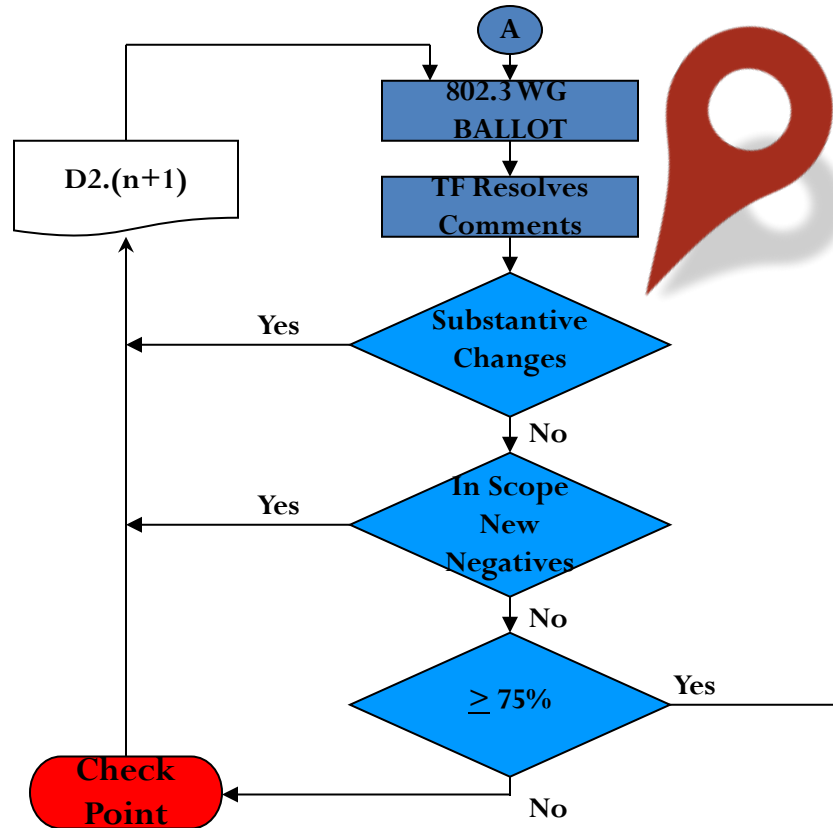 A
802.3 WG
BALLOT
D2.(n+1)
TF Resolves
Comments
Yes
Substantive
Changes
No
Yes
In Scope
New
Negatives
No
≥ 75%
Yes
Check
Point
No